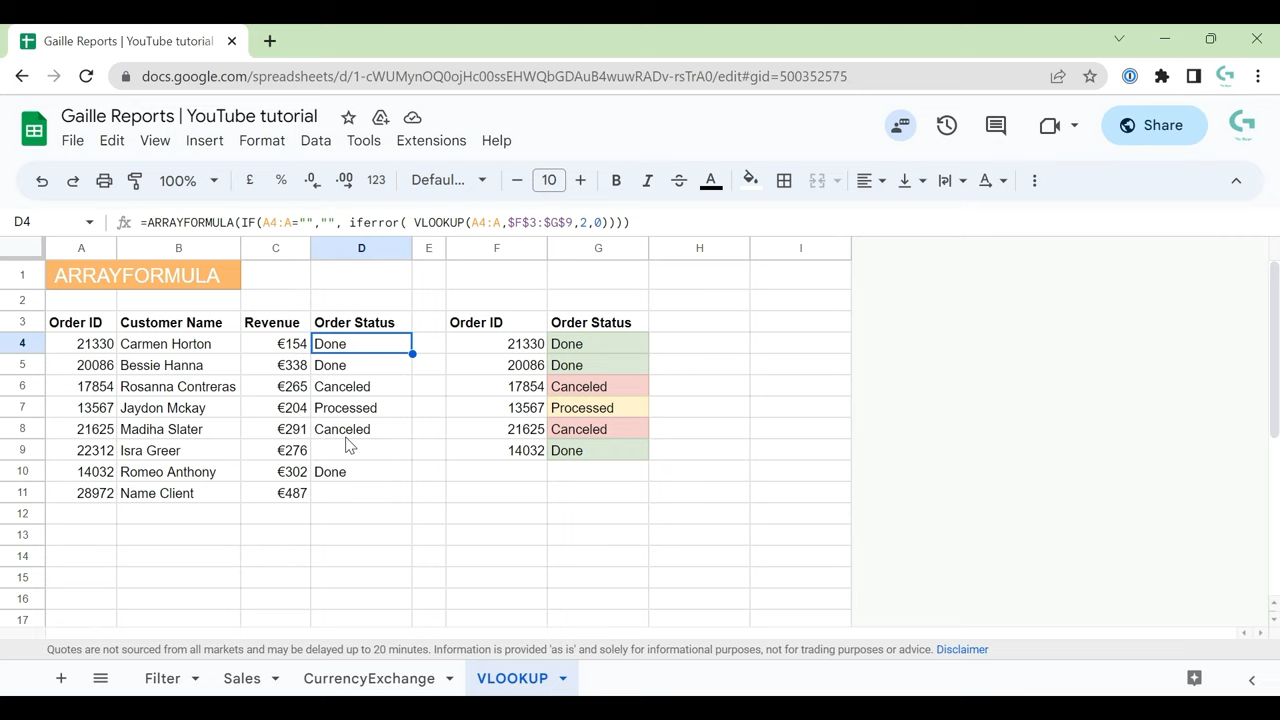 Gaille Reports | YouTube tutorial
docs.google.com/spreadsheets/d/1-cWUMynOQ0ojHc00ssEHWQbGDAuB4wuwRADv-rsTrA0/edit#gid=500352575
Gaille Reports | YouTube tutorial
File Edit View Insert Format Data Tools Extensions Help
Share
100% £ % .0 .00 123 Defaul... − 10 + B I A
D4 fx =ARRAYFORMULA(IF(A4:A="","", iferror( VLOOKUP(A4:A,$F$3:$G$9,2,0))))
A B C D E F G H I
1 ARRAYFORMULA
2
3 Order ID Customer Name Revenue Order Status Order ID Order Status
4 21330 Carmen Horton €154 Done 21330 Done
5 20086 Bessie Hanna €338 Done 20086 Done
6 17854 Rosanna Contreras €265 Canceled 17854 Canceled
7 13567 Jaydon Mckay €204 Processed 13567 Processed
8 21625 Madiha Slater €291 Canceled 21625 Canceled
9 22312 Isra Greer €276 14032 Done
10 14032 Romeo Anthony €302 Done
11 28972 Name Client €487
12
13
14
15
16
17
Quotes are not sourced from all markets and may be delayed up to 20 minutes. Information is provided 'as is' and solely for informational purposes, not for trading purposes or advice. Disclaimer
+ Filter Sales CurrencyExchange VLOOKUP